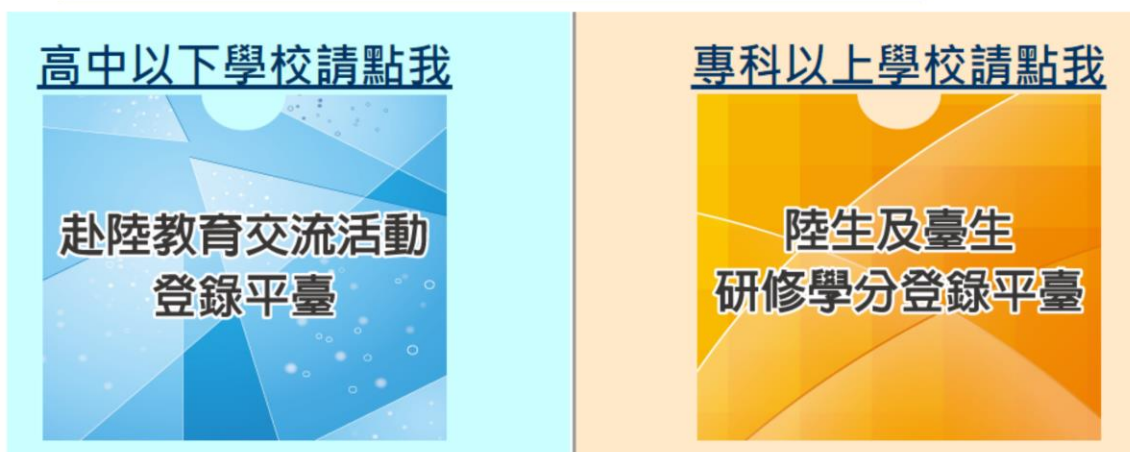 高中以下學校請點我
赴陸教育交流活動
登錄平臺
專科以上學校請點我
陸生及臺生
研修學分登錄平臺